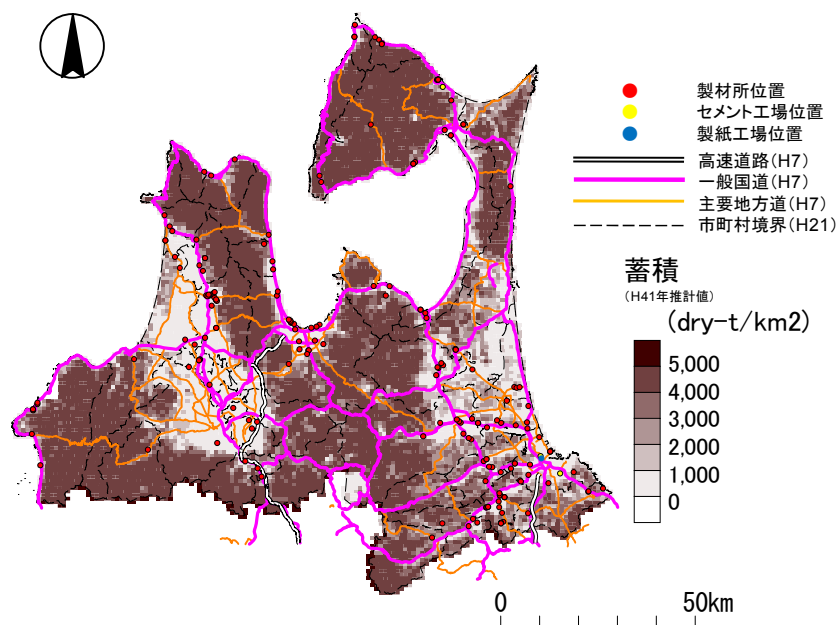 製材所位置
セメント工場位置
製紙工場位置
高速道路(H7)
一般国道(H7)
主要地方道(H7)
市町村境界(H21)
蓄積
(H41年推計値)
(dry-t/km2)
5,000
4,000
3,000
2,000
1,000
0
0 50km